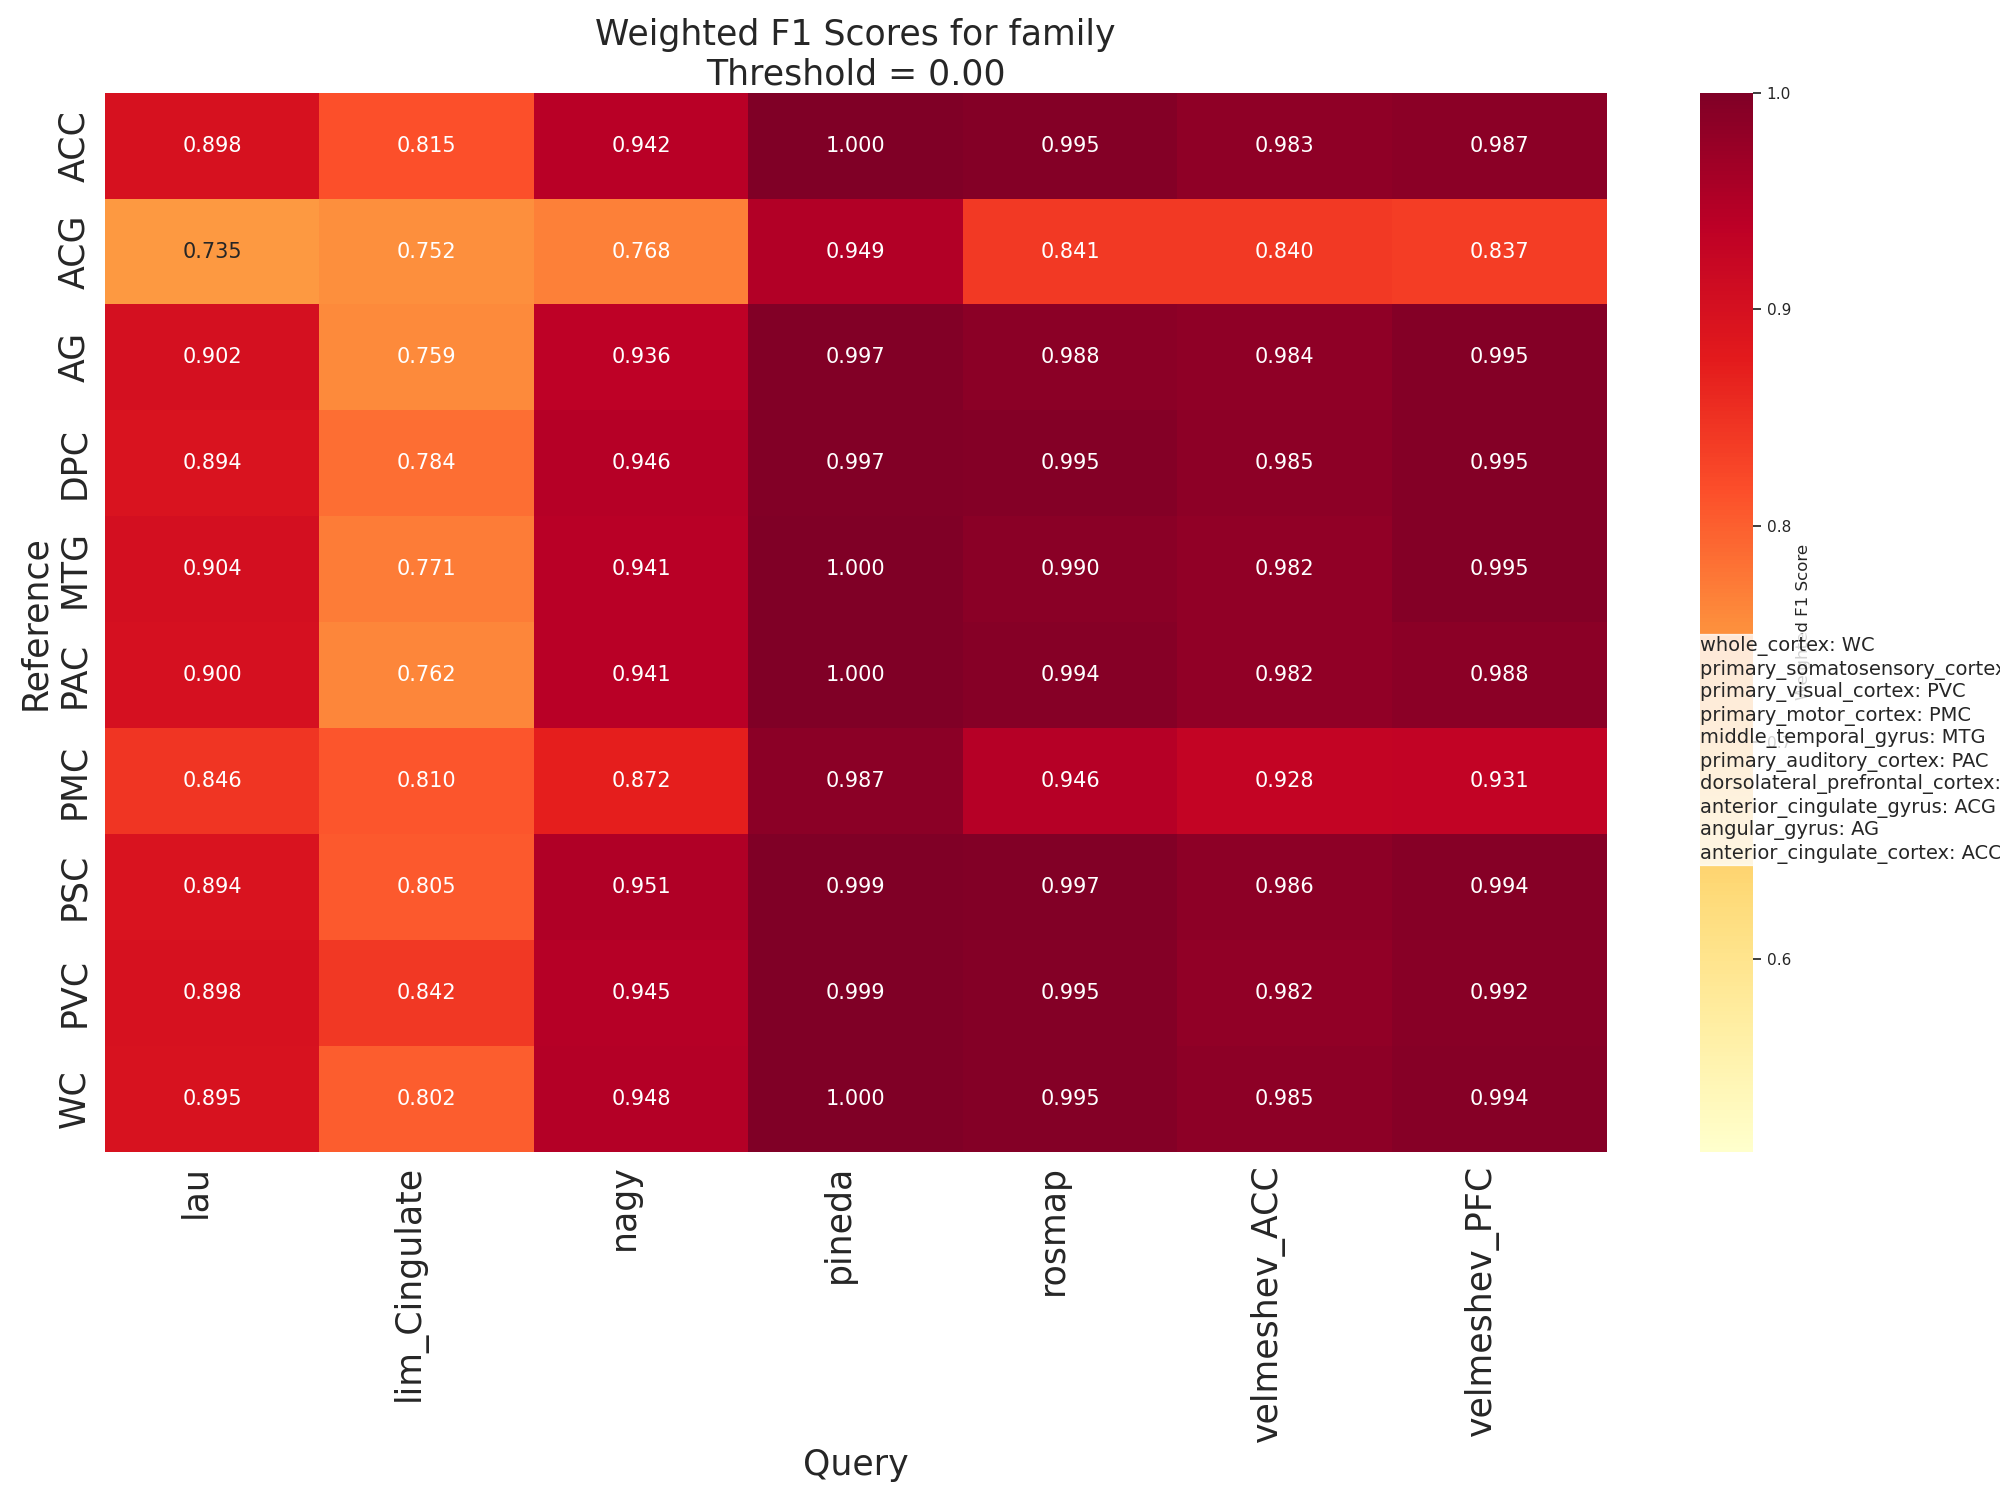 Weighted F1 Scores for family
Threshold = 0.00
Reference
ACC 0.898 0.815 0.942 1.000 0.995 0.983 0.987
ACG 0.735 0.752 0.768 0.949 0.841 0.840 0.837
AG 0.902 0.759 0.936 0.997 0.988 0.984 0.995
DPC 0.894 0.784 0.946 0.997 0.995 0.985 0.995
MTG 0.904 0.771 0.941 1.000 0.990 0.982 0.995
PAC 0.900 0.762 0.941 1.000 0.994 0.982 0.988
PMC 0.846 0.810 0.872 0.987 0.946 0.928 0.931
PSC 0.894 0.805 0.951 0.999 0.997 0.986 0.994
PVC 0.898 0.842 0.945 0.999 0.995 0.982 0.992
WC 0.895 0.802 0.948 1.000 0.995 0.985 0.994
lau lim_Cingulate nagy pineda rosmap velmeshev_ACC velmeshev_PFC
Query
1.0
0.9
0.8
0.7
0.6
Weighted F1 Score
whole_cortex: WC
primary_somatosensory_cortex
primary_visual_cortex: PVC
primary_motor_cortex: PMC
middle_temporal_gyrus: MTG
primary_auditory_cortex: PAC
dorsolateral_prefrontal_cortex:
anterior_cingulate_gyrus: ACG
angular_gyrus: AG
anterior_cingulate_cortex: ACC